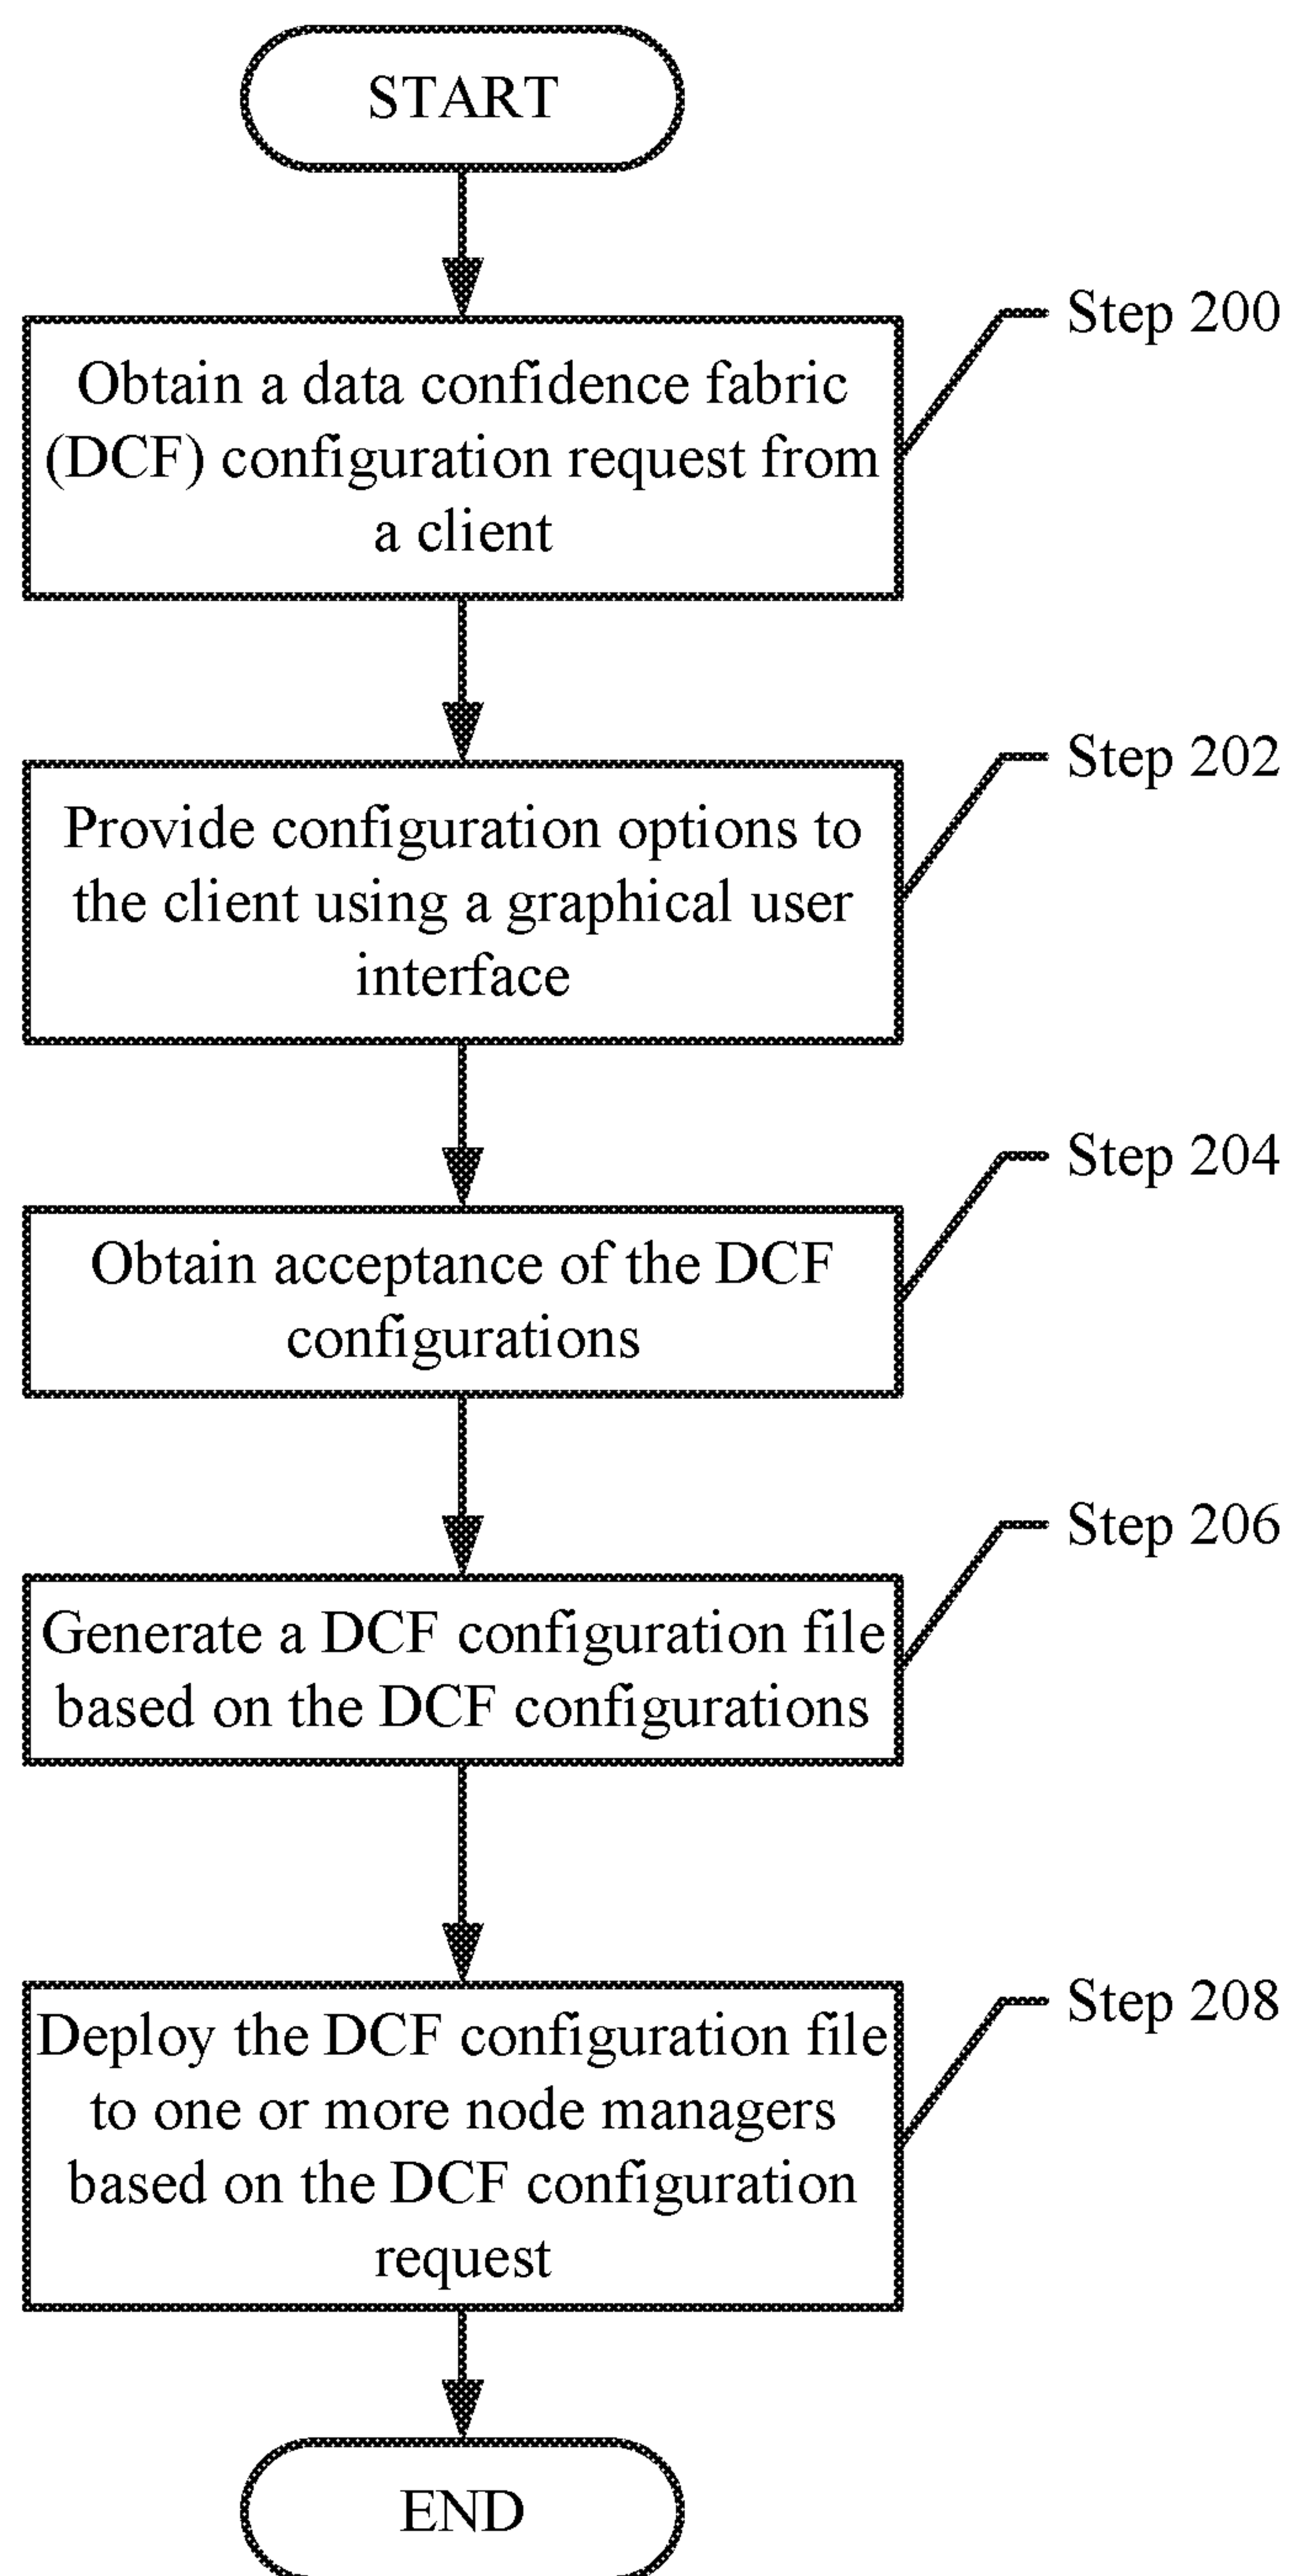 START
Step 200
Obtain a data confidence fabric
(DCF) configuration request from
a client
Step 202
Provide configuration options to
the client using a graphical user
interface
Step 204
Obtain acceptance of the DCF
configurations
Step 206
Generate a DCF configuration file
based on the DCF configurations
Step 208
Deploy the DCF configuration file
to one or more node managers
based on the DCF configuration
request
END